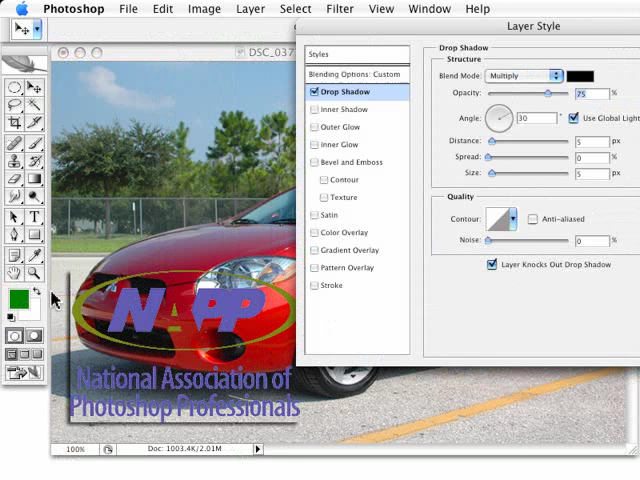 Photoshop File Edit Image Layer Select Filter View Window Help
Layer Style
DSC_037
Styles
Blending Options: Custom
Drop Shadow
Inner Shadow
Outer Glow
Inner Glow
Bevel and Emboss
Contour
Texture
Satin
Color Overlay
Gradient Overlay
Pattern Overlay
Stroke
Drop Shadow
Structure
Blend Mode: Multiply
Opacity: 75 %
Angle: 30 ° Use Global Light
Distance: 5 px
Spread: 0 %
Size: 5 px
Quality
Contour: Anti-aliased
Noise: 0 %
Layer Knocks Out Drop Shadow
T
NAPP
National Association of
Photoshop Professionals
100% Doc: 1003.4K/2.01M